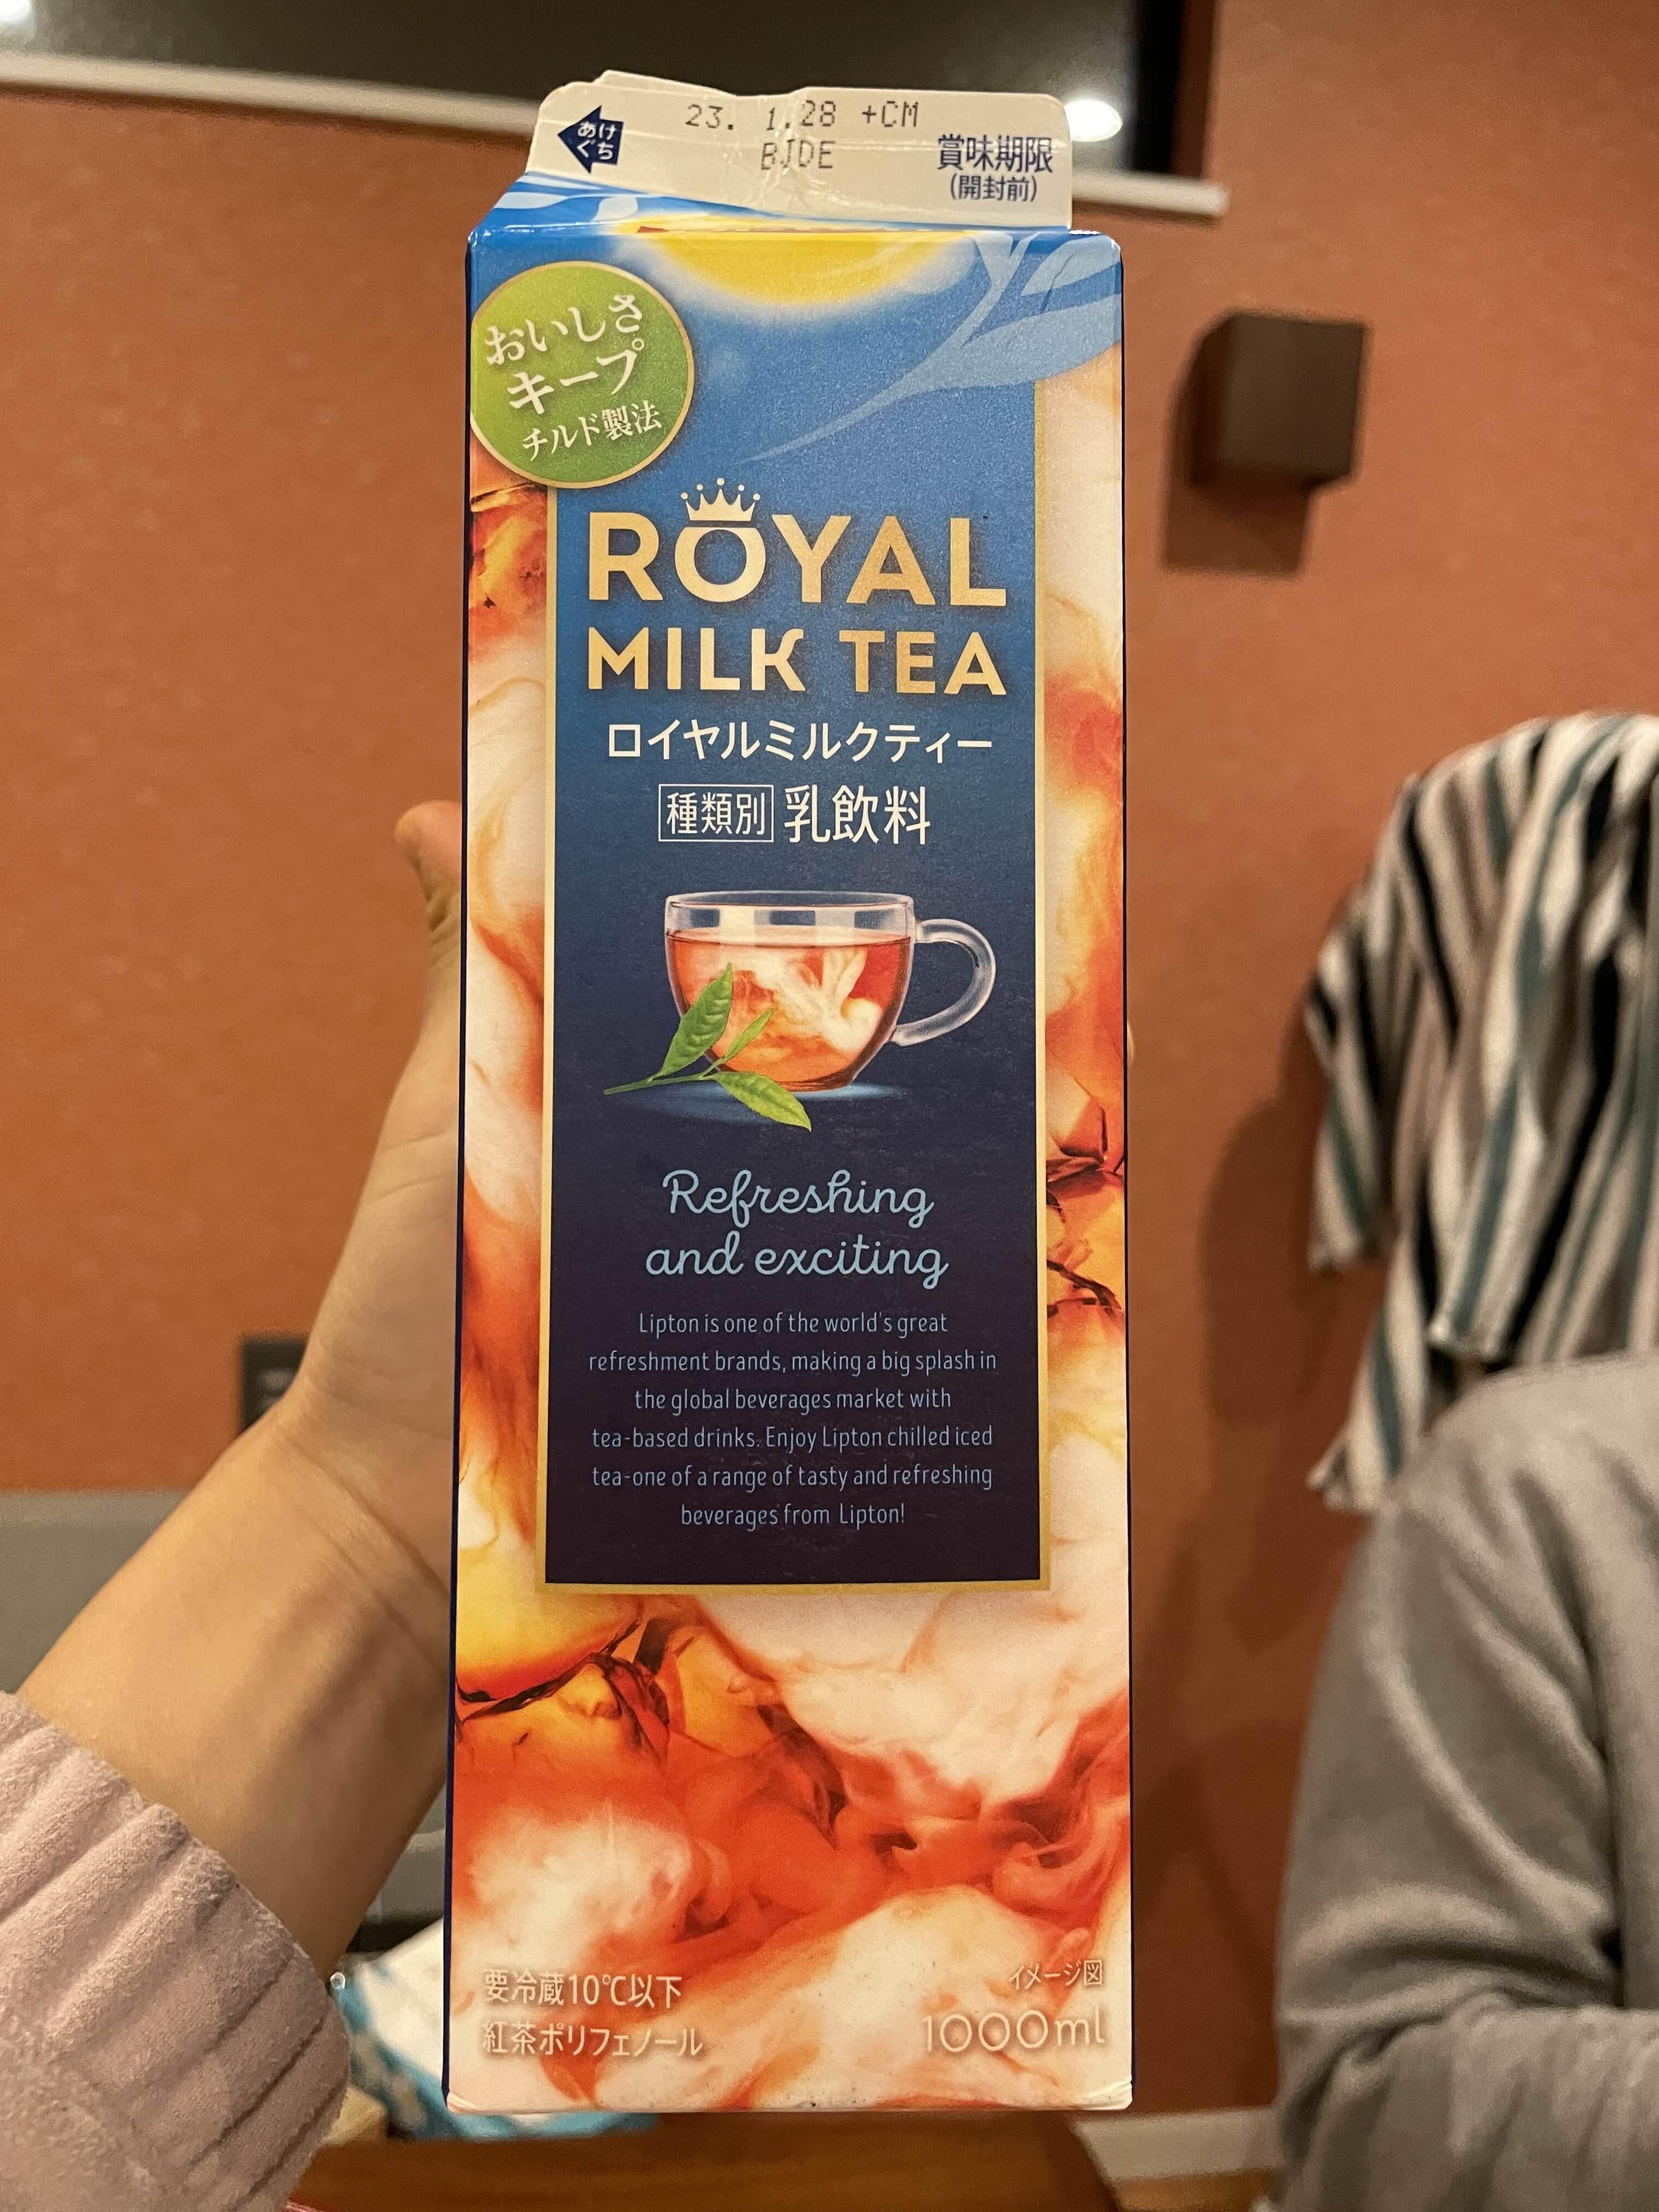 23. 1.28 +CM
BJDE
あけ
ぐち
賞味期限
(開封前)
おいしさ
キープ
チルド製法
ROYAL
MILK TEA
ロイヤルミルクティー
種類別 乳飲料
Refreshing
and exciting
Lipton is one of the world's great
refreshment brands, making a big splash in
the global beverages market with
tea-based drinks. Enjoy Lipton chilled iced
tea-one of a range of tasty and refreshing
beverages from Lipton!
要冷蔵10℃以下
紅茶ポリフェノール
イメージ図
1000ml